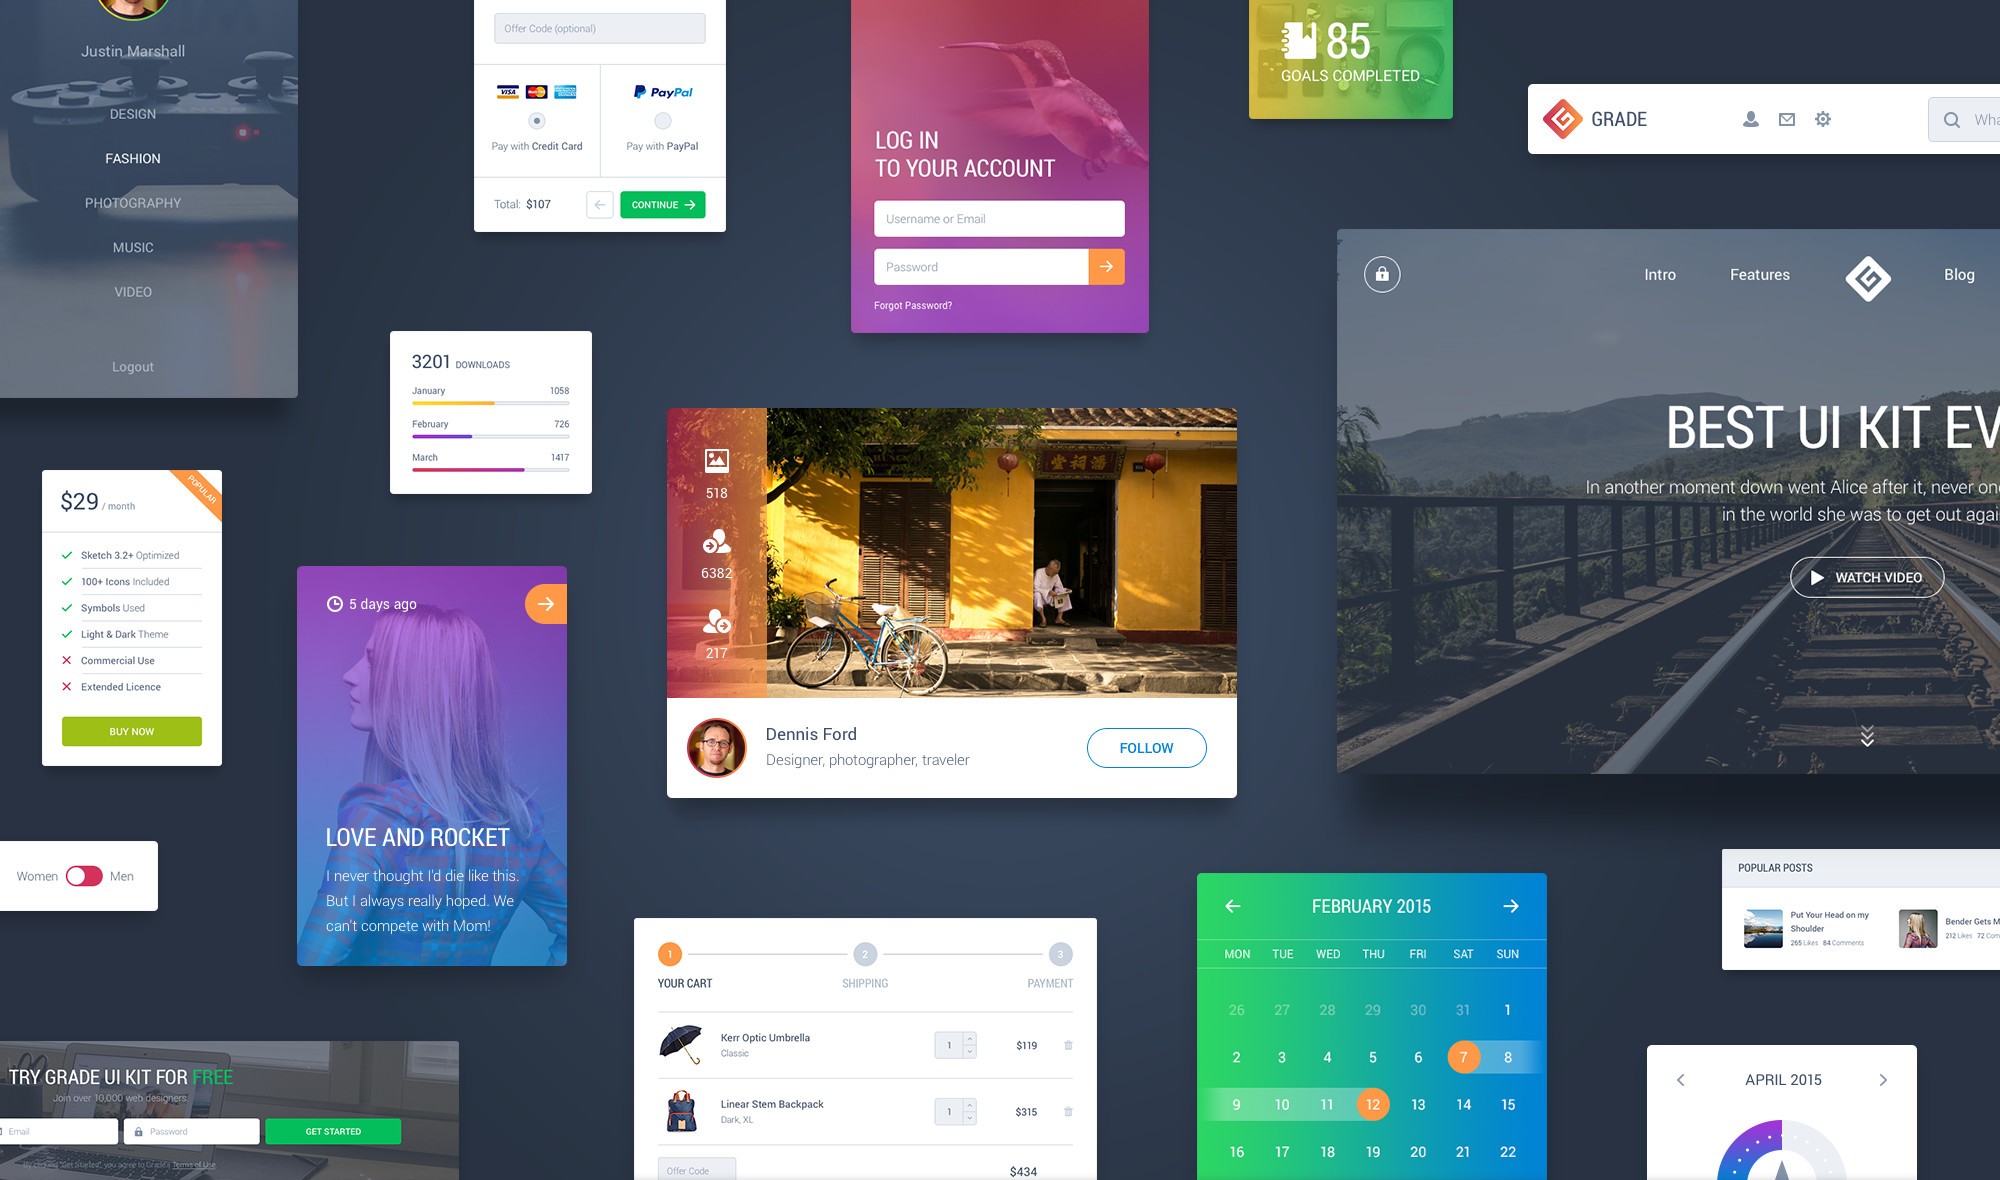 Justin Marshall
DESIGN
FASHION
PHOTOGRAPHY
MUSIC
VIDEO
Logout
Offer Code (optional)
VISA
PayPal
Pay with Credit Card
Pay with PayPal
Total: $107
CONTINUE
LOG IN
TO YOUR ACCOUNT
Username or Email
Password
Forgot Password?
85
GOALS COMPLETED
GRADE
Intro
Features
Blog
BEST UI KIT
In another moment down went Alice after it, never
in the world she was to get out
WATCH VIDEO
3201 DOWNLOADS
January 1058
February 726
March 1417
$29 / month
POPULAR
Sketch 3.2+ Optimized
100+ Icons Included
Symbols Used
Light & Dark Theme
Commercial Use
Extended Licence
BUY NOW
5 days ago
LOVE AND ROCKET
I never thought I'd die like this.
But I always really hoped. We
can't compete with Mom!
518
6382
217
Dennis Ford
Designer, photographer, traveler
FOLLOW
Women
Men
TRY GRADE UI KIT FOR FREE
Join over 10,000 web designers.
Email
Password
GET STARTED
By clicking "Get Started", you agree to Grade's Terms of Use
1
2
3
YOUR CART
SHIPPING
PAYMENT
Kerr Optic Umbrella
Classic
1
$119
Linear Stem Backpack
Dark, XL
1
$315
Offer Code
$434
FEBRUARY 2015
MON TUE WED THU FRI SAT SUN
26 27 28 29 30 31 1
2 3 4 5 6 7 8
9 10 11 12 13 14 15
16 17 18 19 20 21 22
POPULAR POSTS
Put Your Head on my
Shoulder
265 Likes 84 Comments
Bender Gets
212 Likes 72
APRIL 2015